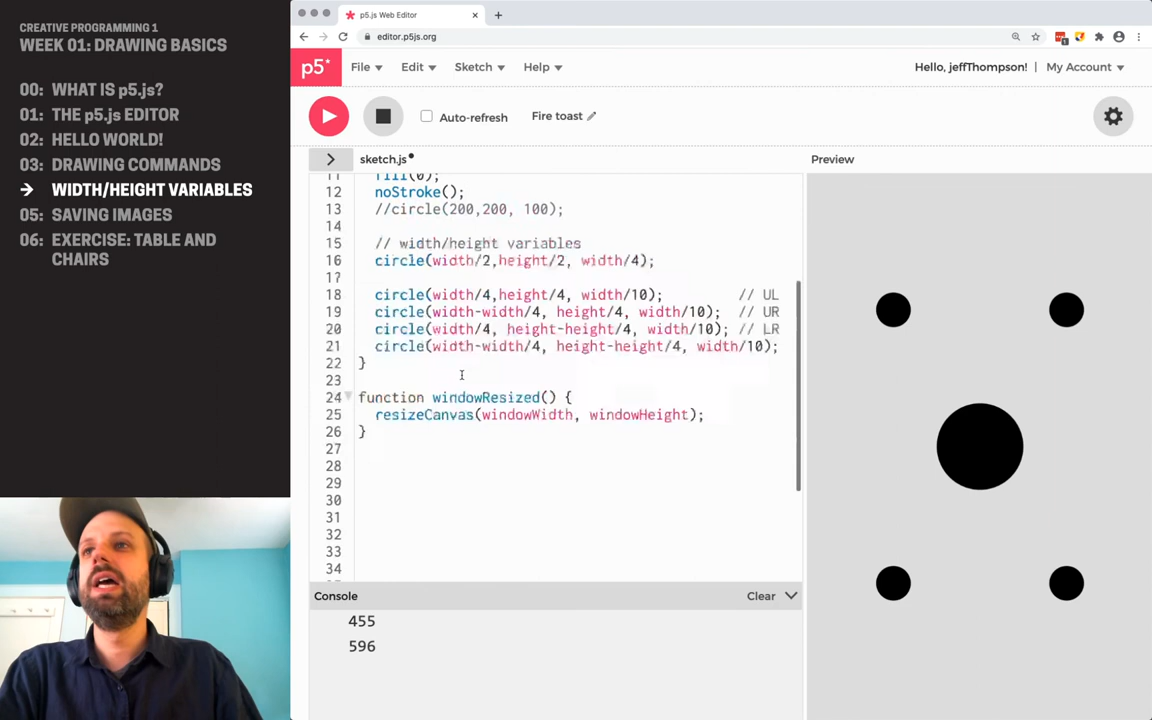 CREATIVE PROGRAMMING 1
WEEK 01: DRAWING BASICS
00: WHAT IS p5.js?
01: THE p5.js EDITOR
02: HELLO WORLD!
03: DRAWING COMMANDS
→ WIDTH/HEIGHT VARIABLES
05: SAVING IMAGES
06: EXERCISE: TABLE AND
CHAIRS
p5.js Web Editor
editor.p5js.org
p5*
File
Edit
Sketch
Help
Hello, jeffThompson!
My Account
Auto-refresh
Fire toast
sketch.js
Preview
11 fill(0);
12 noStroke();
13 //circle(200,200, 100);
14
15 // width/height variables
16 circle(width/2,height/2, width/4);
17
18 circle(width/4,height/4, width/10); // UL
19 circle(width-width/4, height/4, width/10); // UR
20 circle(width/4, height-height/4, width/10); // LR
21 circle(width-width/4, height-height/4, width/10);
22 }
23
24 function windowResized() {
25 resizeCanvas(windowWidth, windowHeight);
26 }
27
28
29
30
31
32
33
34
Console
Clear
455
596